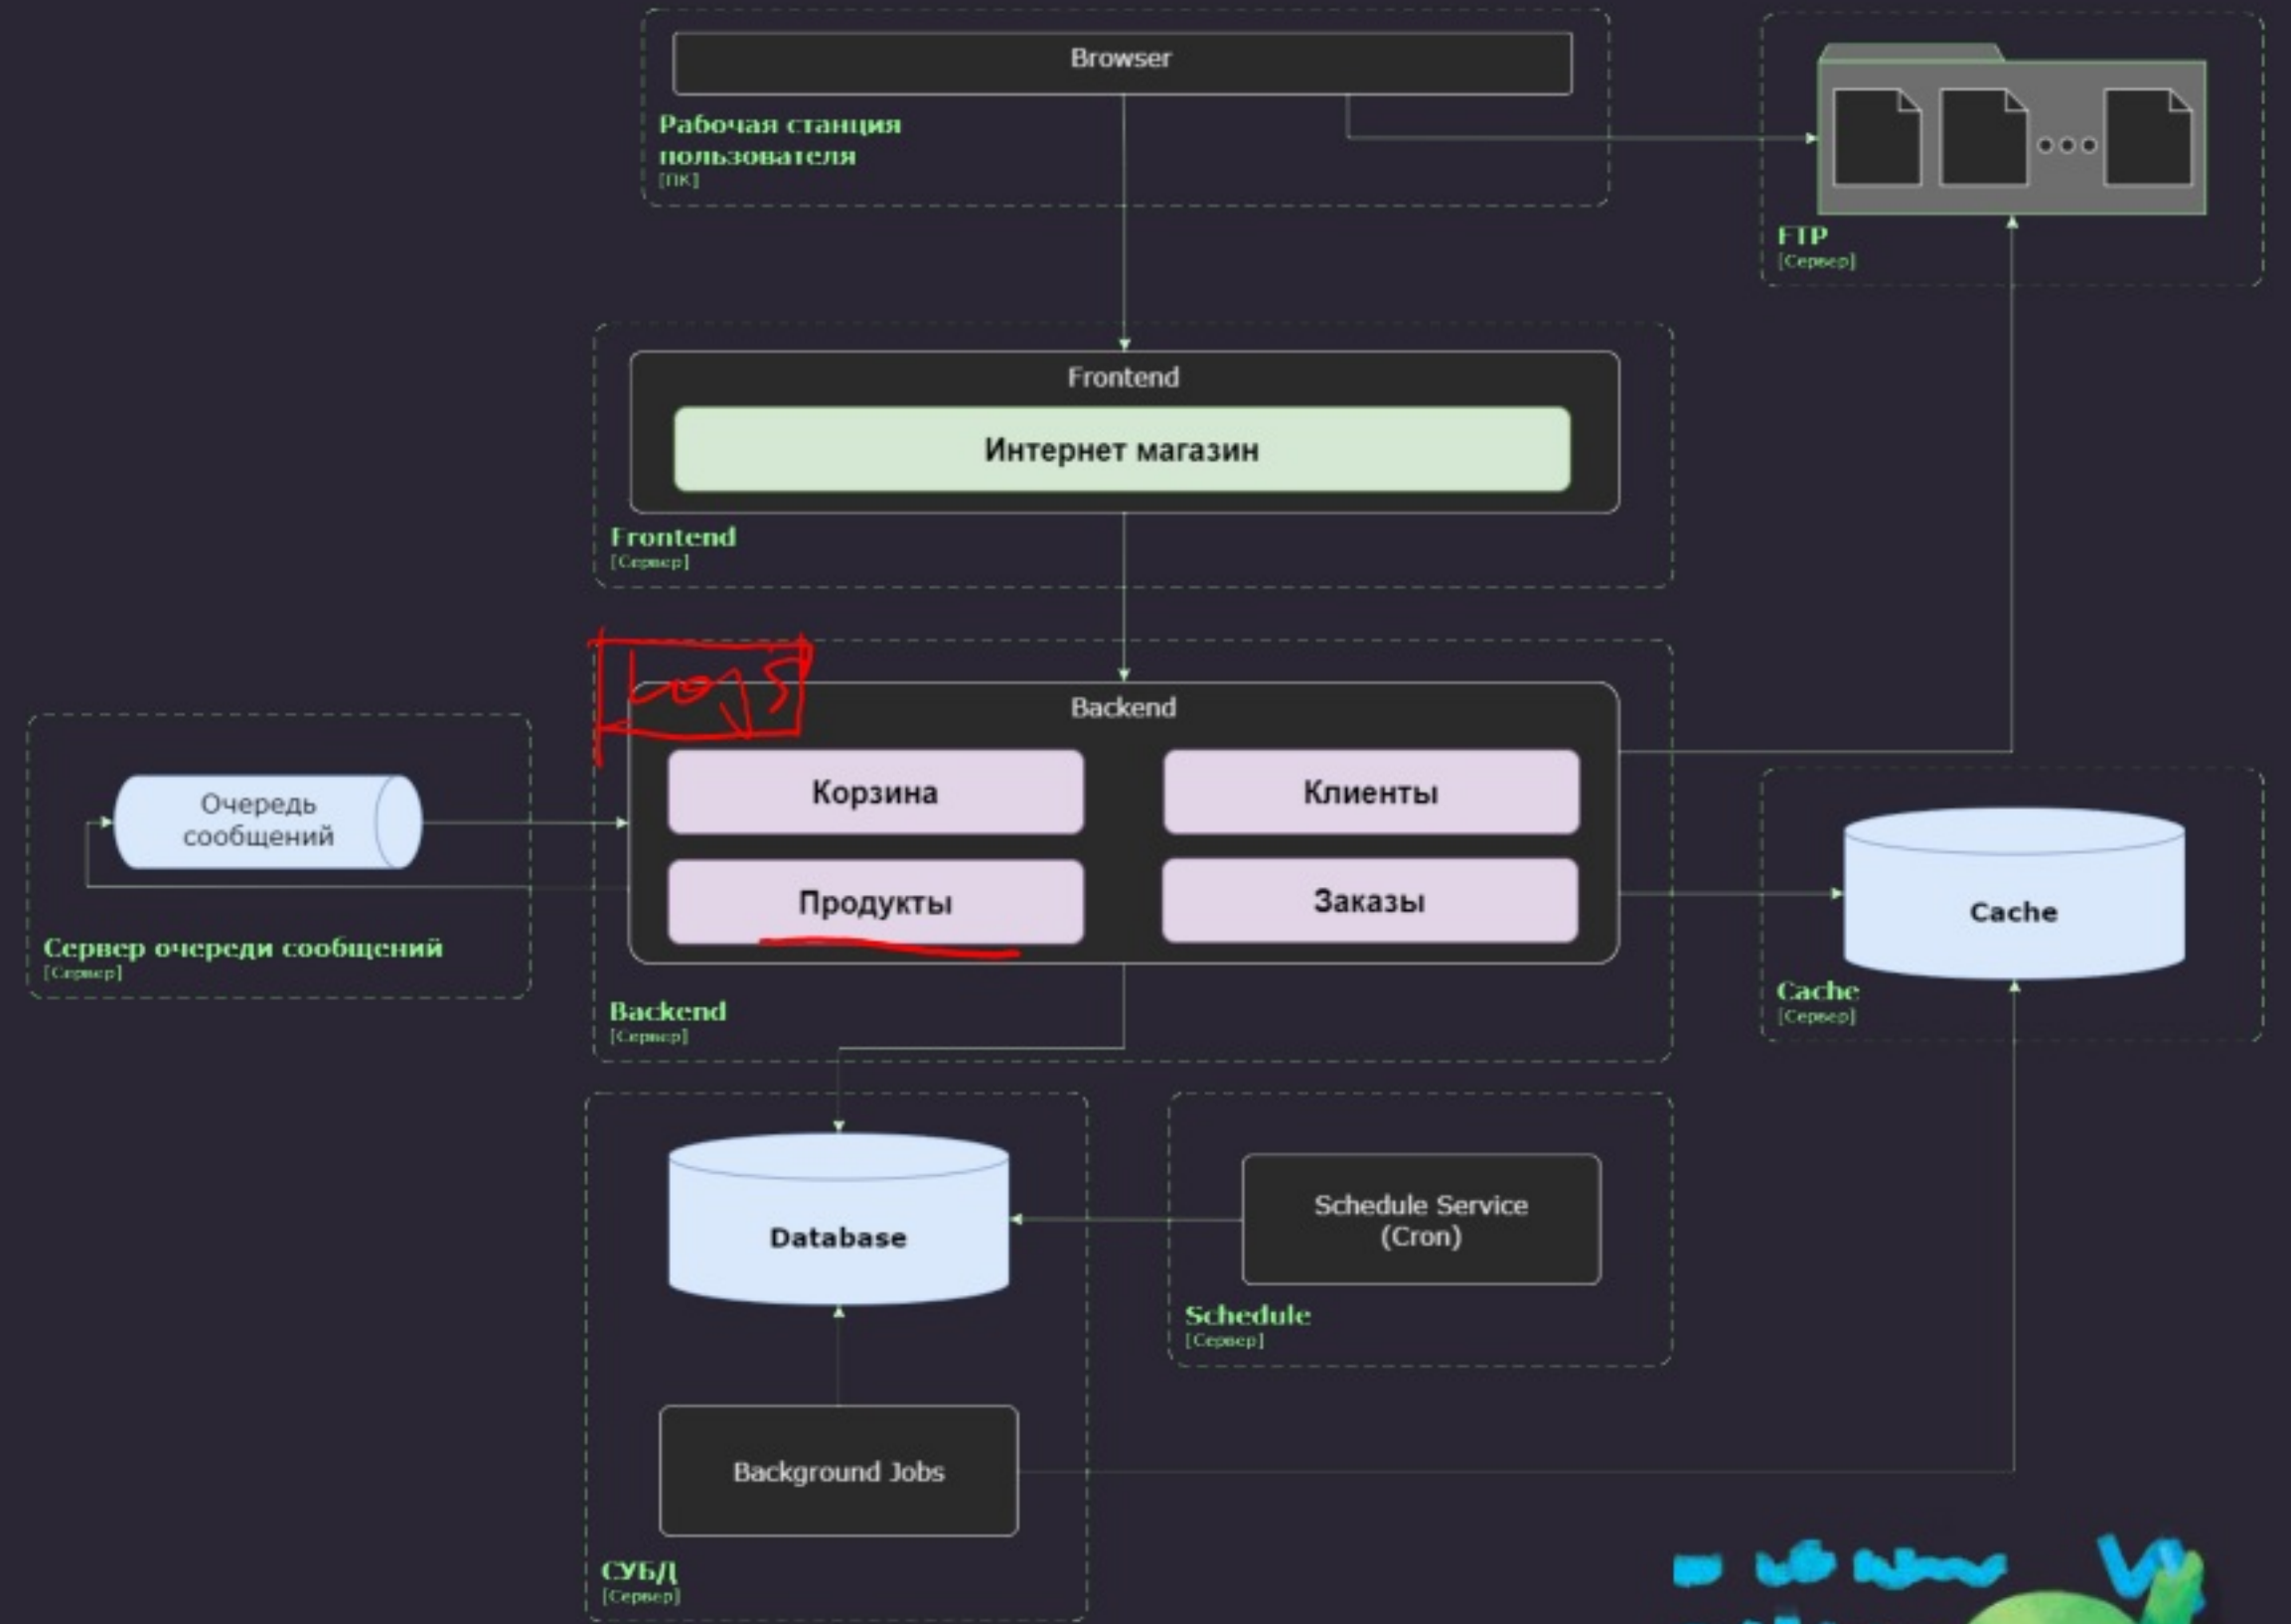 Browser
Рабочая станция
пользователя
[ПК]
FTP
[Сервер]
Frontend
Интернет магазин
Frontend
[Сервер]
Logs
Backend
Корзина
Клиенты
Продукты
Заказы
Backend
[Сервер]
Очередь
сообщений
Сервер очереди сообщений
[Сервер]
Cache
Cache
[Сервер]
Database
Schedule Service
(Cron)
Schedule
[Сервер]
Background Jobs
СУБД
[Сервер]